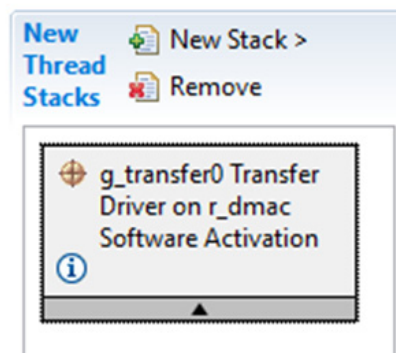 New Thread Stacks
New Stack >
Remove
g_transfer0 Transfer
Driver on r_dmac
Software Activation